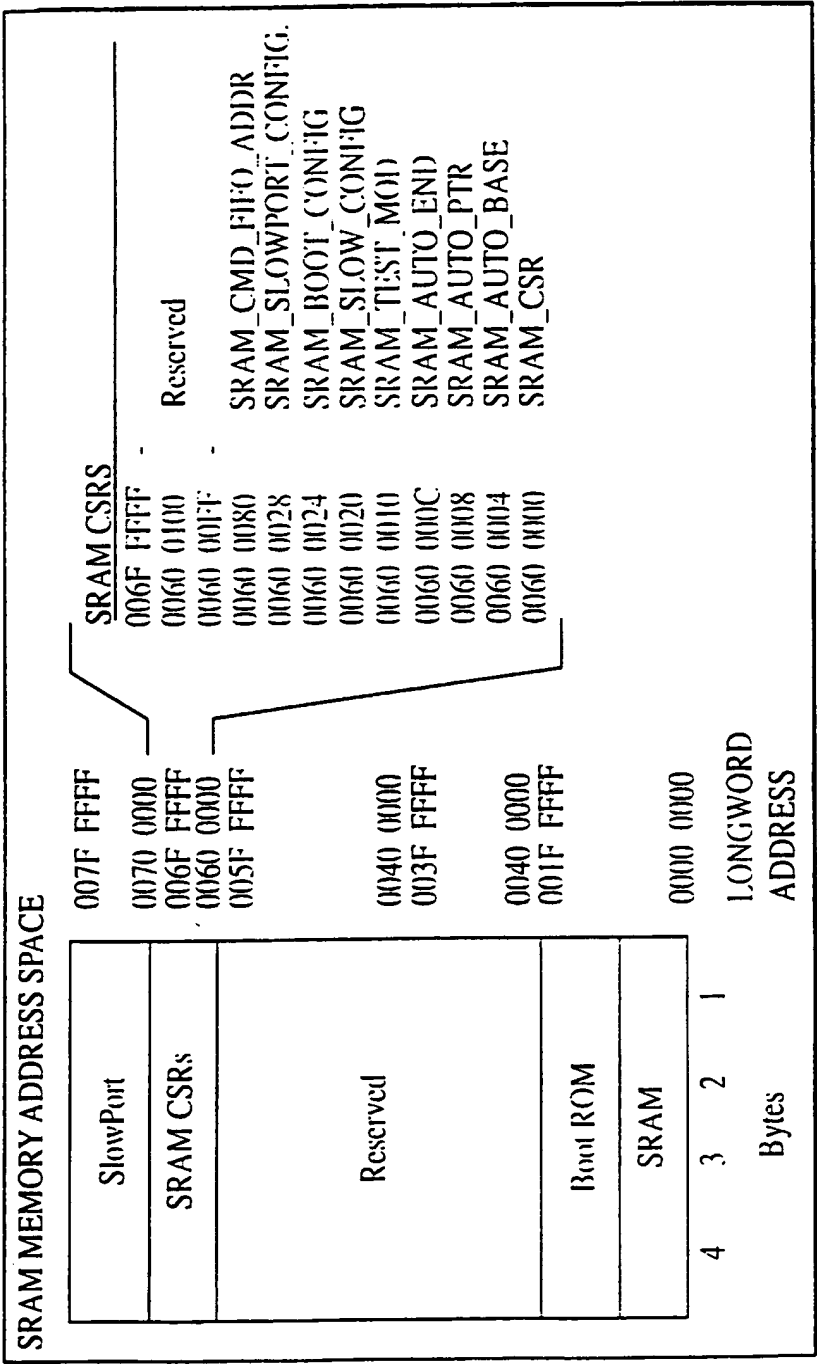 SRAM MEMORY ADDRESS SPACE
SlowPort
SRAM CSRs
Reserved
Boot ROM
SRAM
4 3 2 1
Bytes
007F FFFF
0070 0000
006F FFFF
0060 0000
005F FFFF
0040 0000
003F FFFF
0040 0000
001F FFFF
0000 0000
LONGWORD
ADDRESS
SRAM CSRS
006F FFFF -
0060 0100 Reserved
0060 00FF -
0060 0080 SRAM_CMD_FIFO_ADDR
0060 0028 SRAM_SLOWPORT_CONFIG.
0060 0024 SRAM_BOOT_CONFIG
0060 0020 SRAM_SLOW_CONFIG
0060 0010 SRAM_TEST_MOD
0060 000C SRAM_AUTO_END
0060 0008 SRAM_AUTO_PTR
0060 0004 SRAM_AUTO_BASE
0060 0000 SRAM_CSR